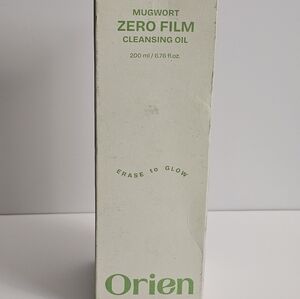 MUGWORT
ZERO FILM
CLEANSING OIL
200 ml / 6.76 fl.oz.
ERASE to GLOW
Orien